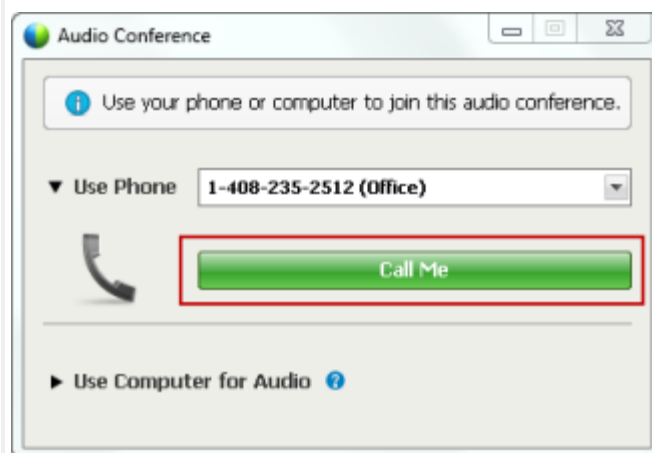 Audio Conference
Use your phone or computer to join this audio conference.
Use Phone 1-408-235-2512 (Office)
Call Me
Use Computer for Audio